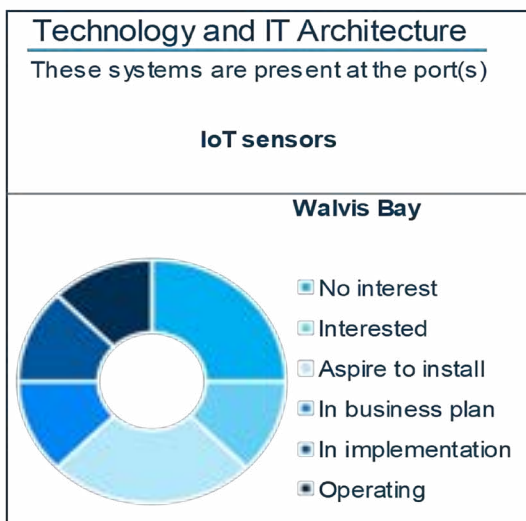 Technology and IT Architecture
These systems are present at the port(s)
IoT sensors
Walvis Bay
No interest
Interested
Aspire to install
In business plan
In implementation
Operating